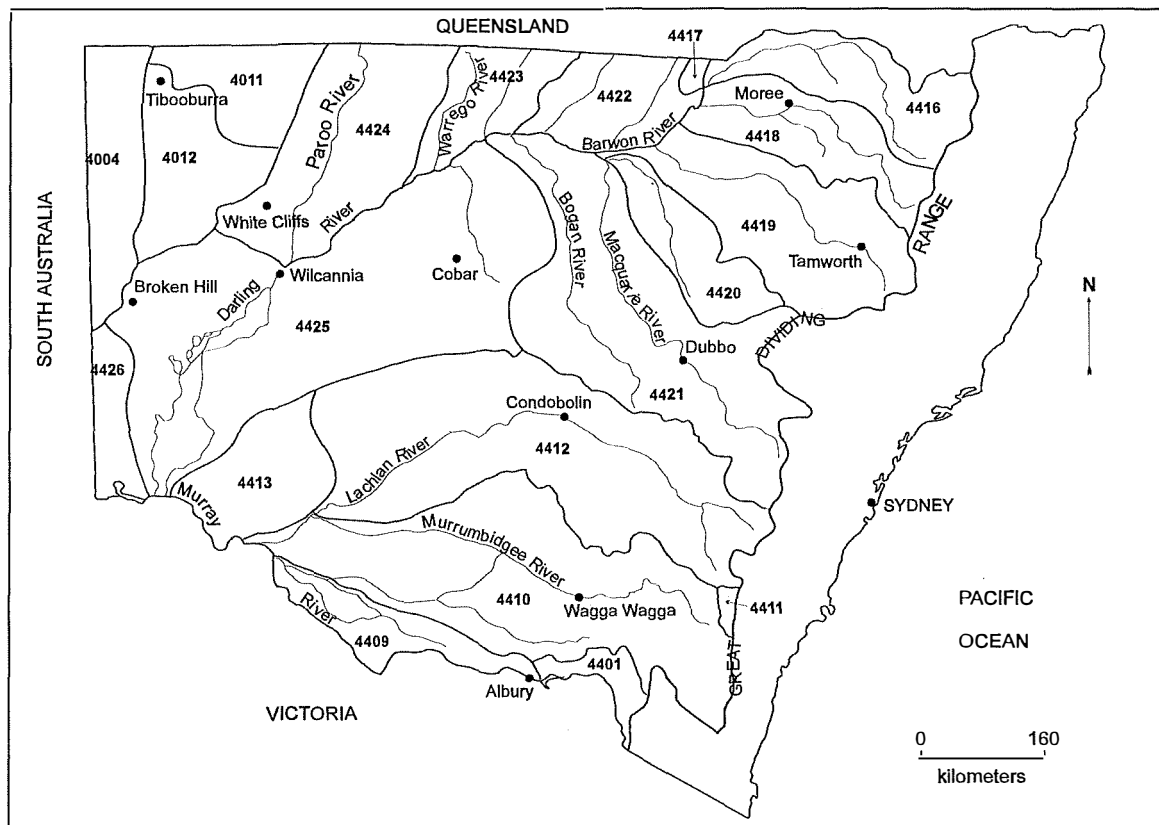 QUEENSLAND
4417
4011
Tibooburra
4423
4422
Moree
4416
Paroo River
4424
Warrego River
Barwon River
4418
4004
4012
RANGE
White Cliffs
River
Bogan River
Macquarie River
4419
SOUTH AUSTRALIA
Wilcannia
Cobar
Tamworth
N
Broken Hill
Darling
4420
4425
DIVIDING
Dubbo
4426
4421
Condobolin
Lachlan River
4412
4413
Murray
SYDNEY
Murrumbidgee River
4410
Wagga Wagga
4411
PACIFIC
OCEAN
River
4409
4401
GREAT
Albury
VICTORIA
0 160
kilometers